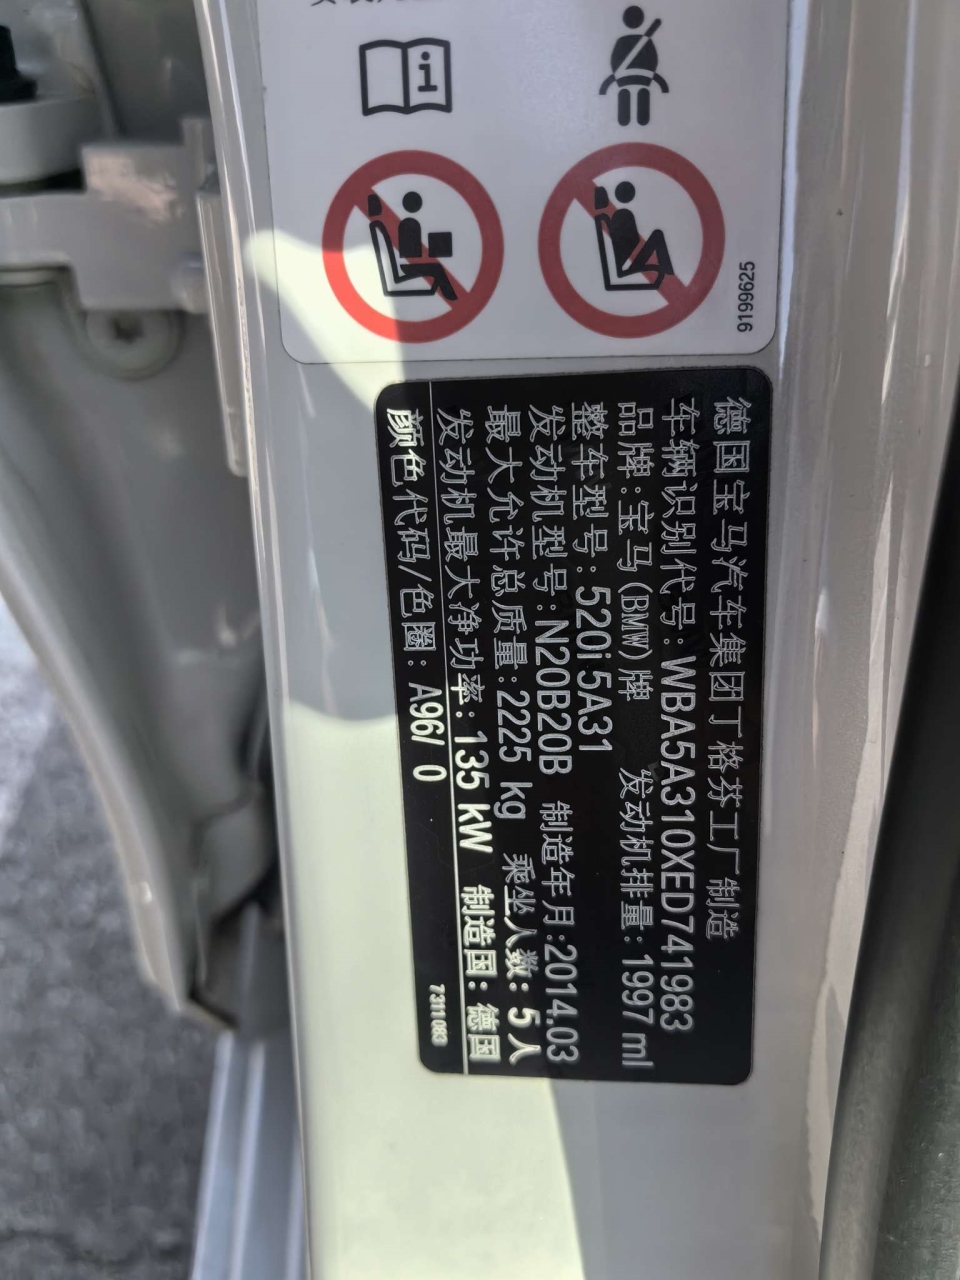 9199625
德国宝马汽车集团丁格芬工厂制造
车辆识别代号: WBA5A310XED741983
品牌: 宝马(BMW)牌 发动机排量: 1997 ml
整车型号: 520i 5A31
发动机型号: N20B20B 制造年月: 2014.03
最大允许总质量: 2225 kg 乘坐人数: 5人
发动机最大净功率: 135 kW 制造国: 德国
颜色代码/色圈: A96/ 0
7311083